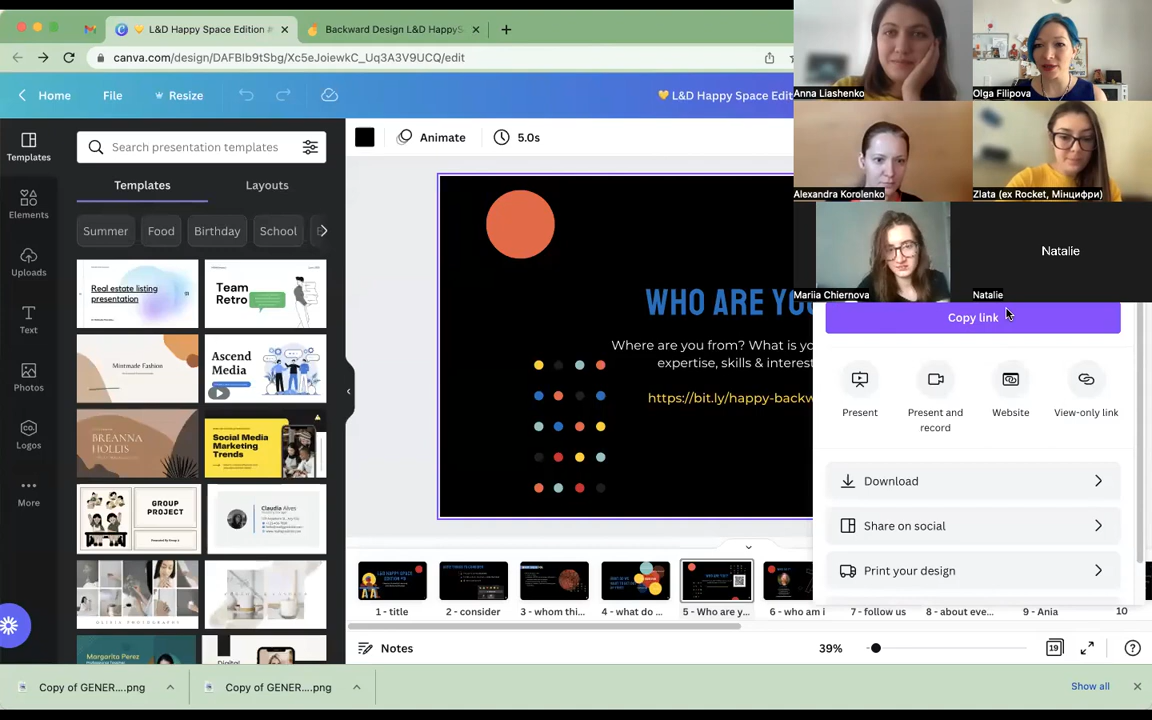 L&D Happy Space Edition #
Backward Design L&D HappyS
canva.com/design/DAFBIb9tSbg/Xc5eJoiewkC_Uq3A3V9UCQ/edit
Home
File
Resize
L&D Happy Space Edit
Templates
Elements
Uploads
Text
Photos
Logos
More
Search presentation templates
Templates
Layouts
Summer
Food
Birthday
School
Real estate listing
presentation
Team
Retro
Montmade Fashion
Ascend
Media
BREANNA
HOLLIS
Social Media
Marketing
Trends
GROUP
PROJECT
Claudia Alves
OLIVIA PHOTOGRAPHY
Margarita Perez
Digital
Animate
5.0s
WHO ARE YO
Where are you from? What is yo
expertise, skills & interest
https://bit.ly/happy-backw
Anna Liashenko
Olga Filipova
Alexandra Korolenko
Zlata (ex Rocket, Мінцифри)
Mariia Chiernova
Natalie
Natalie
Copy link
Present
Present and
record
Website
View-only link
Download
Share on social
Print your design
1 - title
2 - consider
3 - whom thi...
4 - what do ...
5 - Who are y...
6 - who am i
7 - follow us
8 - about eve...
9 - Ania
10
Notes
39%
19
Copy of GENER....png
Copy of GENER....png
Show all